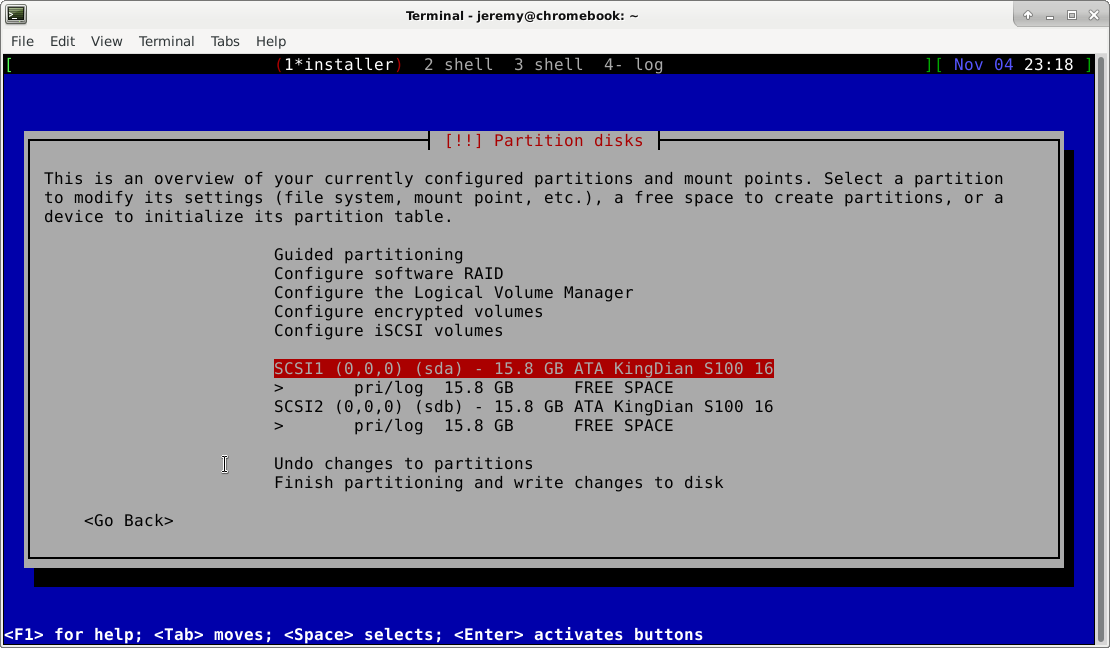 Terminal - jeremy@chromebook: ~
File Edit View Terminal Tabs Help
[ (1*installer) 2 shell 3 shell 4- log ][ Nov 04 23:18 ]
[!!] Partition disks
This is an overview of your currently configured partitions and mount points. Select a partition
to modify its settings (file system, mount point, etc.), a free space to create partitions, or a
device to initialize its partition table.
Guided partitioning
Configure software RAID
Configure the Logical Volume Manager
Configure encrypted volumes
Configure iSCSI volumes
SCSI1 (0,0,0) (sda) - 15.8 GB ATA KingDian S100 16
> pri/log 15.8 GB FREE SPACE
SCSI2 (0,0,0) (sdb) - 15.8 GB ATA KingDian S100 16
> pri/log 15.8 GB FREE SPACE
Undo changes to partitions
Finish partitioning and write changes to disk
<Go Back>
<F1> for help; <Tab> moves; <Space> selects; <Enter> activates buttons